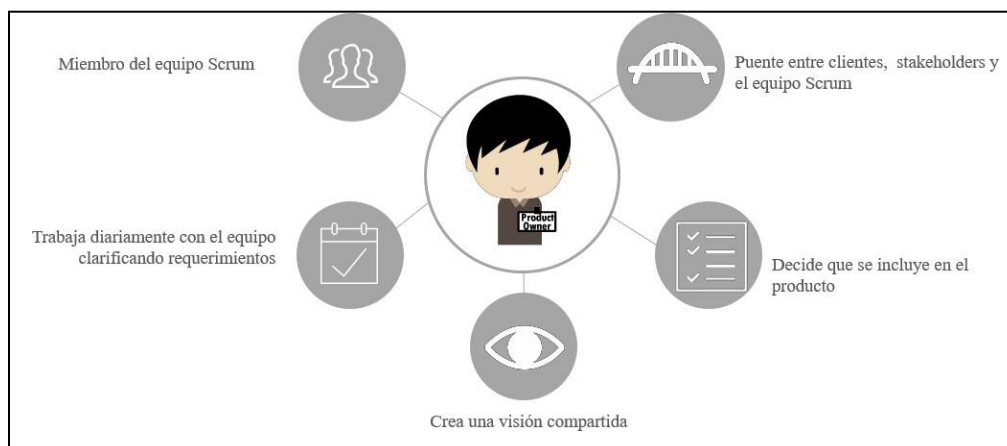 Miembro del equipo Scrum
Puente entre clientes, stakeholders y
el equipo Scrum
Product
Owner
Trabaja diariamente con el equipo
clarificando requerimientos
Decide que se incluye en el
producto
Crea una visión compartida